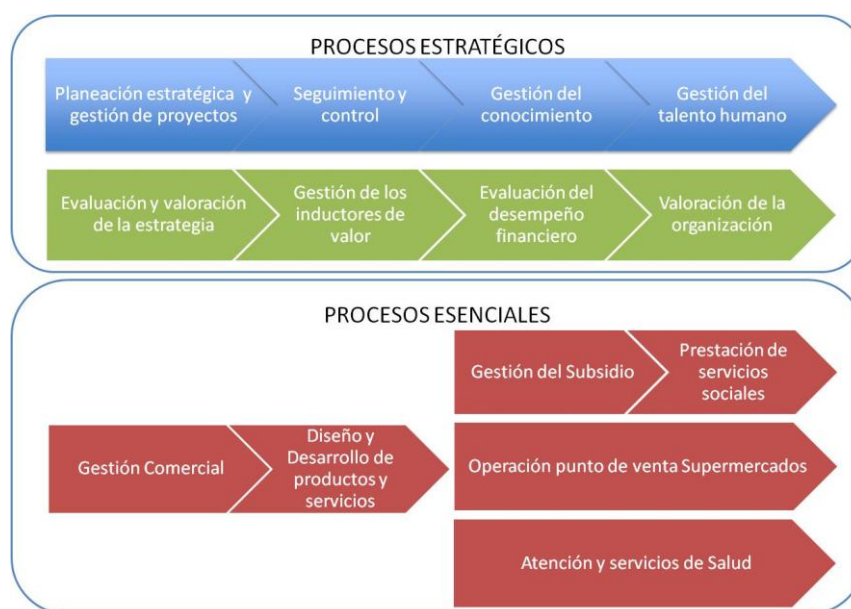 PROCESOS ESTRATÉGICOS
Planeación estratégica y
gestión de proyectos
Seguimiento y
control
Gestión del
conocimiento
Gestión del
talento humano
Evaluación y valoración
de la estrategia
Gestión de los
inductores de
valor
Evaluación del
desempeño
financiero
Valoración de la
organización
PROCESOS ESENCIALES
Gestión Comercial
Diseño y
Desarrollo de
productos y
servicios
Gestión del Subsidio
Prestación de
servicios
sociales
Operación punto de venta Supermercados
Atención y servicios de Salud